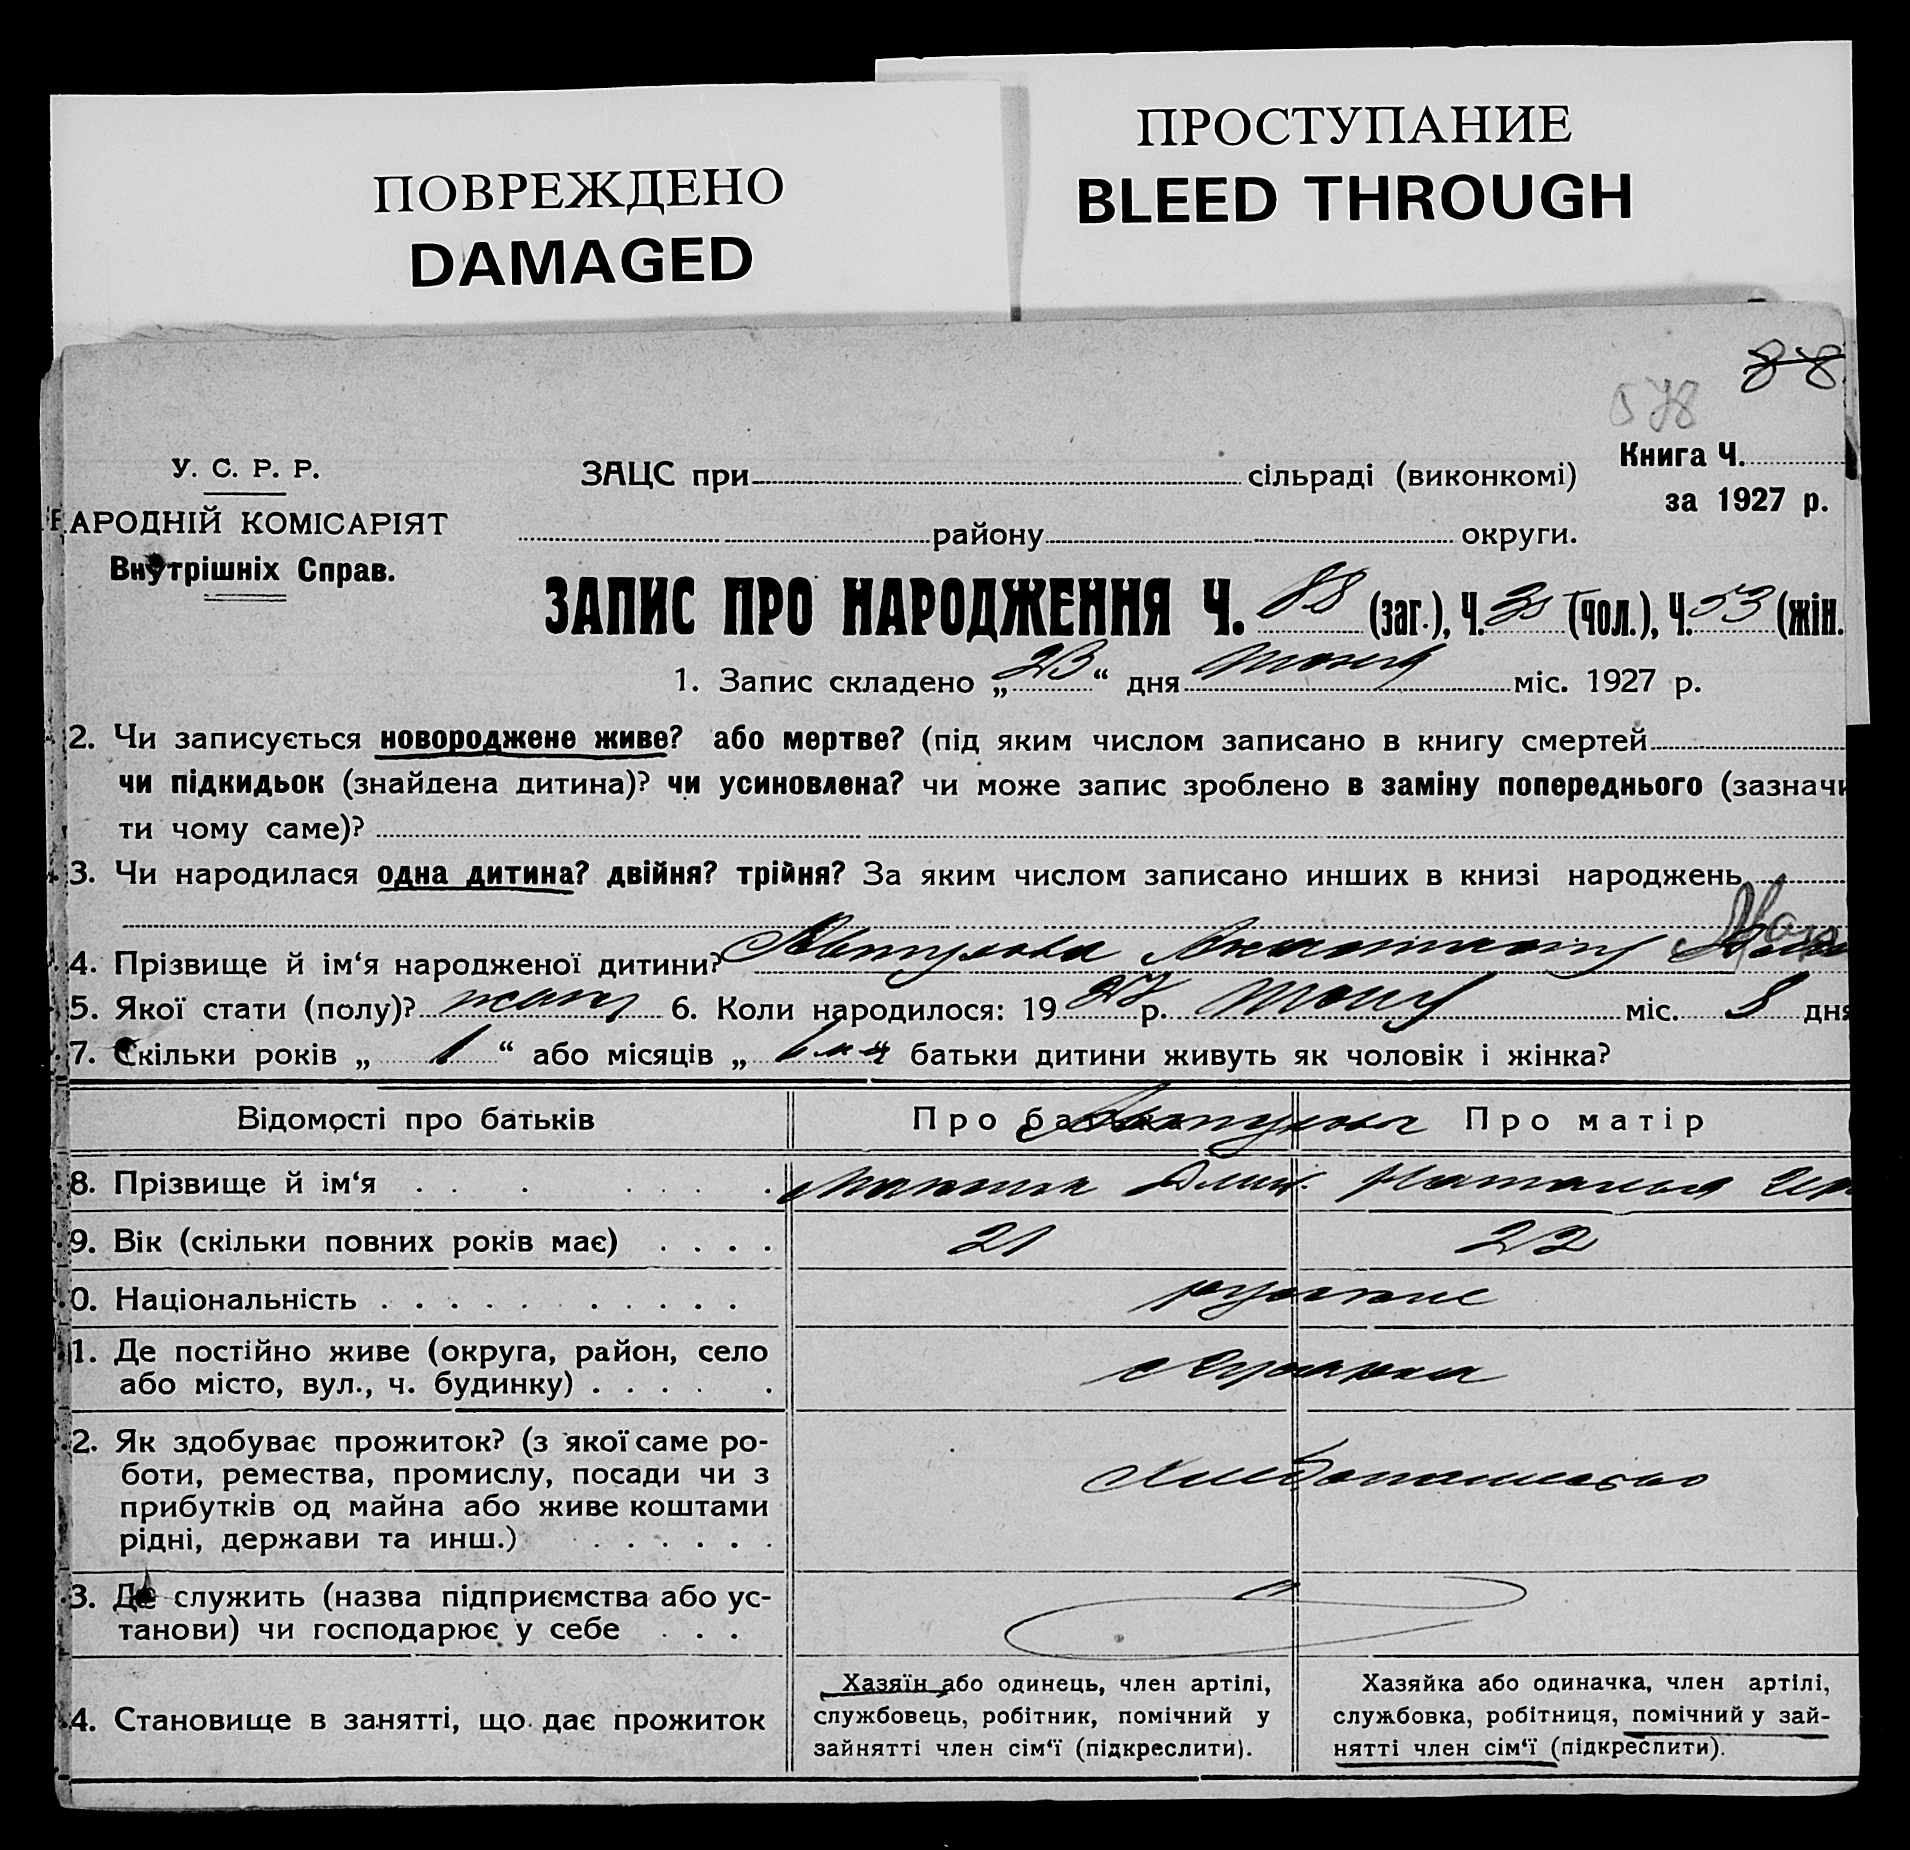 ПОВРЕЖДЕНО
DAMAGED
ПРОСТУПАНИЕ
BLEED THROUGH
88
578
У. С. Р. Р.
НАРОДНІЙ КОМІСАРІЯТ
Внутрішніх Справ.
ЗАЦС при сільраді (виконкомі)
Книга Ч.
за 1927 р.
району округи.
ЗАПИС ПРО НАРОДЖЕННЯ Ч. 88 (заг.), Ч. (чол.), Ч. 53 (жін.
1. Запис складено „23“ дня міс. 1927 р.
2. Чи записується новороджене живе? або мертве? (під яким числом записано в книгу смертей
чи підкидьок (знайдена дитина)? чи усиновлена? чи може запис зроблено в заміну попереднього (зазначи
ти чому саме)?
3. Чи народилася одна дитина? двійня? трійня? За яким числом записано инших в книзі народжень
4. Прізвище й ім‘я народженої дитини?
5. Якої стати (полу)? 6. Коли народилося: 1927 р. міс. 8 дня
7. Скільки років „1“ або місяців „ батьки дитини живуть як чоловік і жінка?
Відомості про батьків Про батька Про матір
8. Прізвище й ім‘я Наталья
9. Вік (скільки повних років має) 21 22
0. Національність русские
1. Де постійно живе (округа, район, село
або місто, вул., ч. будинку)
2. Як здобуває прожиток? (з якої саме ро-
боти, ремества, промислу, посади чи з
прибутків од майна або живе коштами
рідні, держави та инш.)
3. Де служить (назва підприємства або ус-
танови) чи господарює у себе
4. Становище в занятті, що дає прожиток
Хазяїн або одинець, член артілі,
службовець, робітник, помічний у
зайнятті член сім‘ї (підкреслити).
Хазяйка або одиначка, член артілі,
службовка, робітниця, помічний у зай-
нятті член сім‘ї (підкреслити).